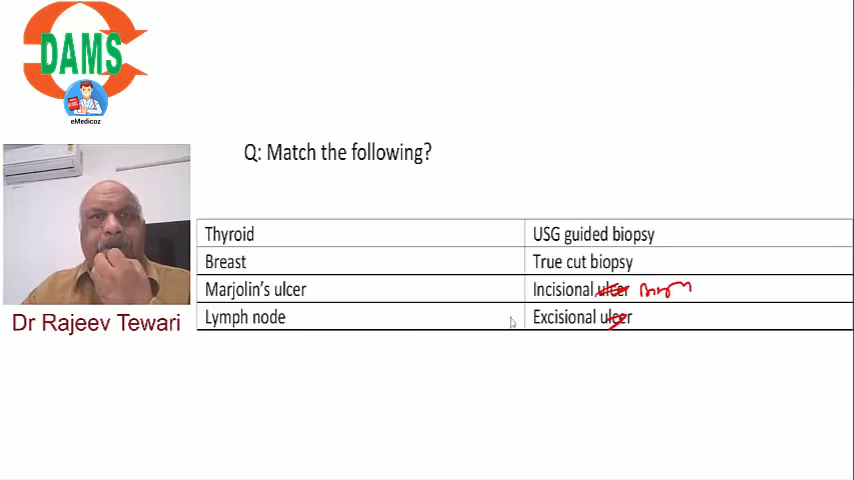 DAMS
eMedicoz
Q: Match the following?
Thyroid USG guided biopsy
Breast True cut biopsy
Marjolin's ulcer Incisional ulcer
Lymph node Excisional ulcer
Dr Rajeev Tewari